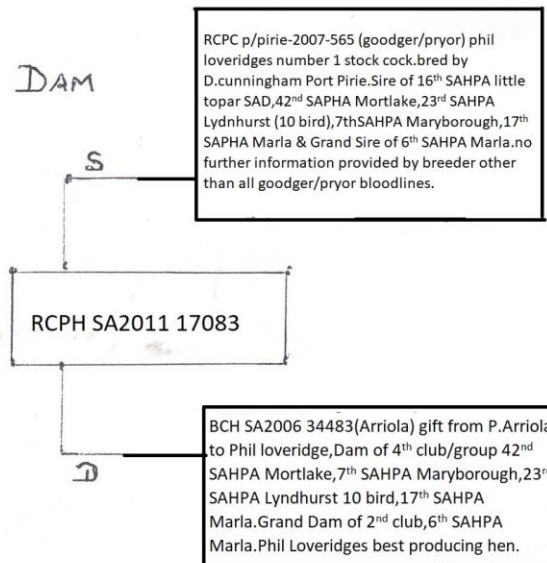 RCPC p/pirie-2007-565 (goodger/pryor) phil
loveridges number 1 stock cock.bred by
D.cunningham Port Pirie.Sire of 16th SAHPA little
topar SAD,42nd SAPHA Mortlake,23rd SAHPA
Lydnhurst (10 bird),7thSAHPA Maryborough,17th
SAPHA Marla & Grand Sire of 6th SAHPA Marla.no
further information provided by breeder other
than all goodger/pryor bloodlines.
DAM
S
RCPH SA2011 17083
D
BCH SA2006 34483(Arriola) gift from P.Arriola
to Phil loveridge,Dam of 4th club/group 42nd
SAHPA Mortlake,7th SAHPA Maryborough,23rd
SAHPA Lyndhurst 10 bird,17th SAHPA
Marla.Grand Dam of 2nd club,6th SAHPA
Marla.Phil Loveridges best producing hen.